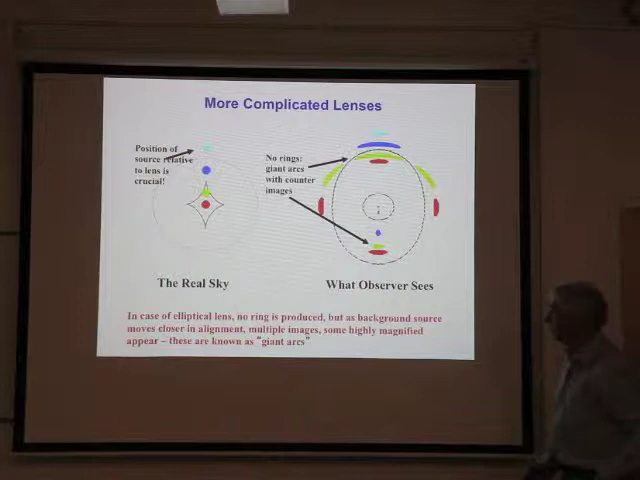 More Complicated Lenses
Position of
source relative
to lens is
crucial!
No rings:
giant arcs
with counter
images
The Real Sky
What Observer Sees
In case of elliptical lens, no ring is produced, but as background source
moves closer in alignment, multiple images, some highly magnified
appear – these are known as "giant arcs"